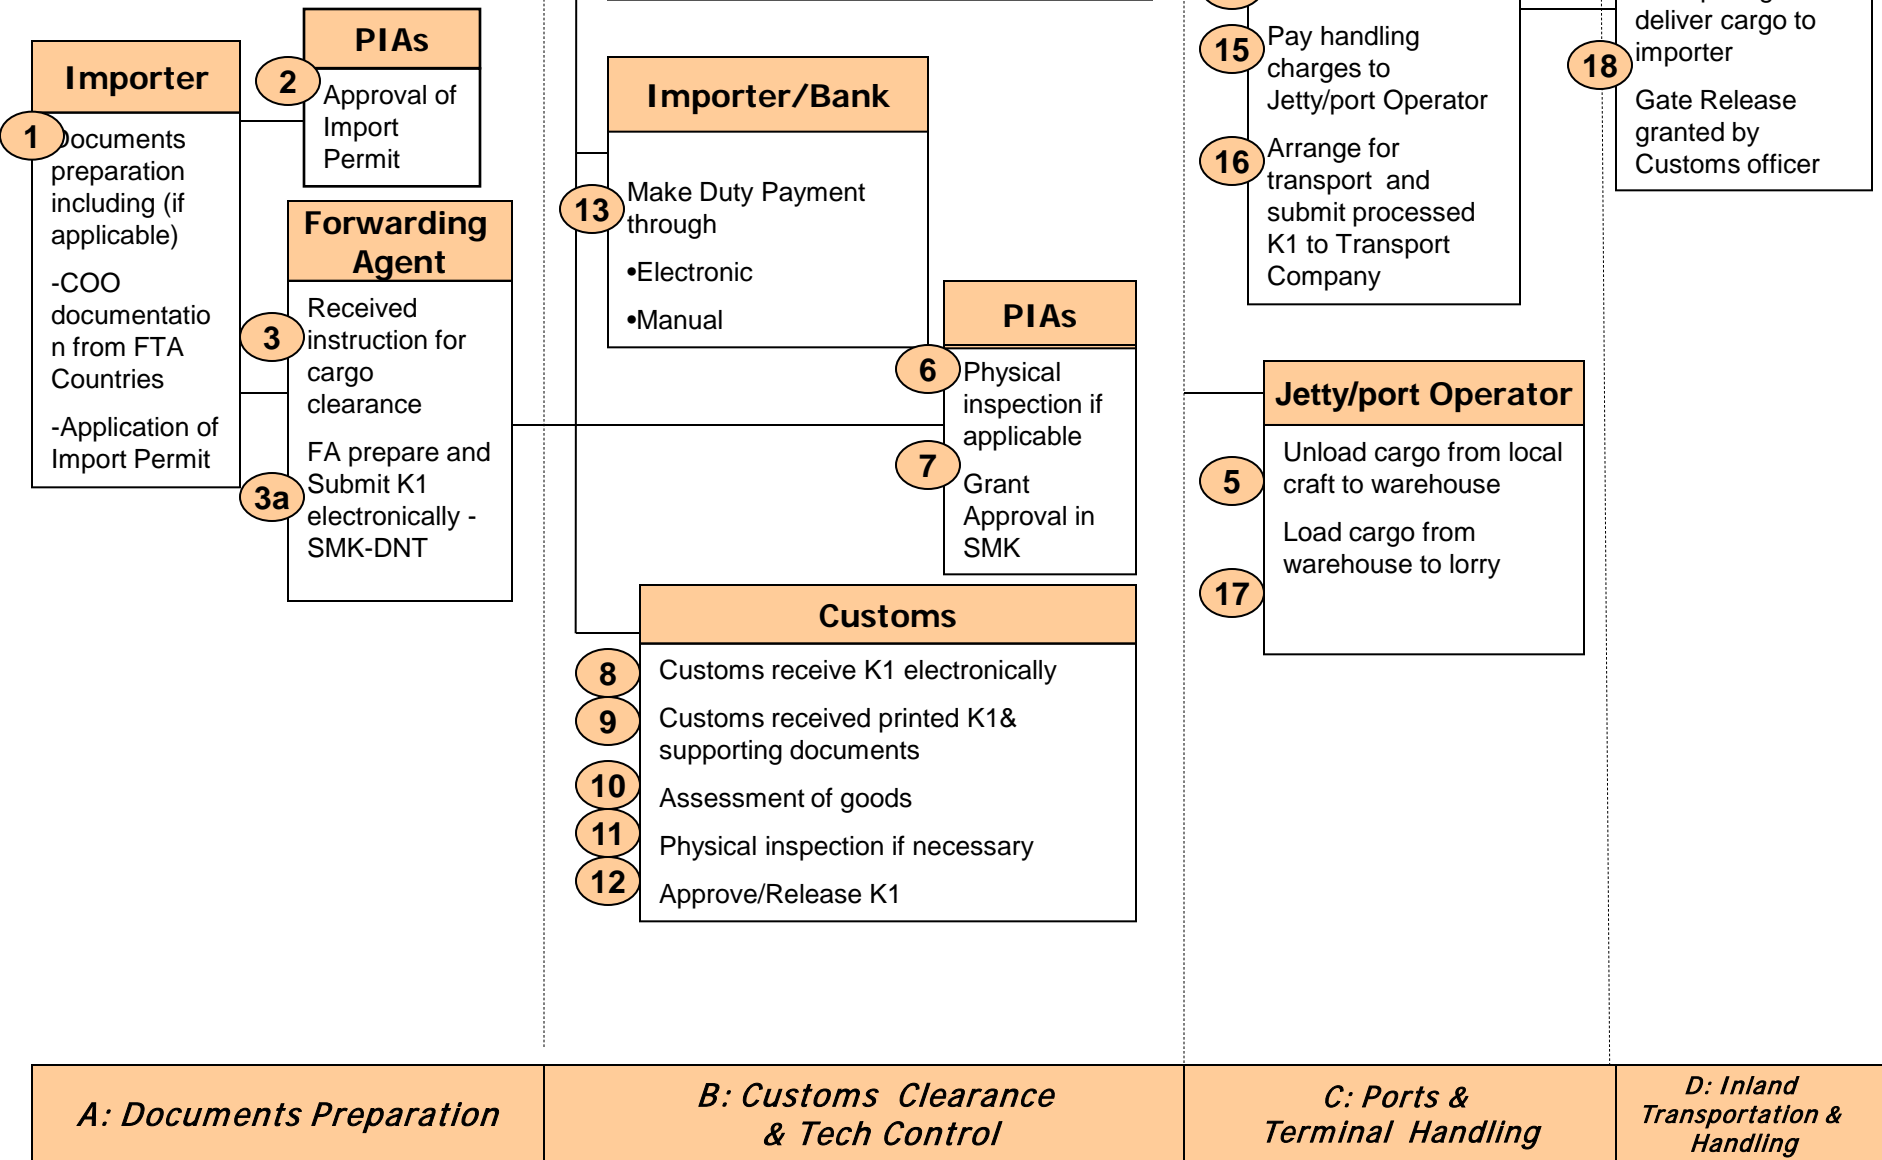 Importer
1
Documents
preparation
including (if
applicable)
-COO
documentatio
n from FTA
Countries
-Application of
Import Permit
PIAs
2
Approval of
Import
Permit
Forwarding
Agent
3
Received
instruction for
cargo
clearance
3a
FA prepare and
Submit K1
electronically -
SMK-DNT
Importer/Bank
13
Make Duty Payment
through
•Electronic
•Manual
PIAs
6
Physical
inspection if
applicable
7
Grant
Approval in
SMK
Customs
8
Customs receive K1 electronically
9
Customs received printed K1&
supporting documents
10
Assessment of goods
11
Physical inspection if necessary
12
Approve/Release K1
15
Pay handling
charges to
Jetty/port Operator
16
Arrange for
transport and
submit processed
K1 to Transport
Company
Jetty/port Operator
5
Unload cargo from local
craft to warehouse
Load cargo from
warehouse to lorry
17
deliver cargo to
importer
18
Gate Release
granted by
Customs officer
A: Documents Preparation
B: Customs Clearance
& Tech Control
C: Ports &
Terminal Handling
D: Inland
Transportation &
Handling